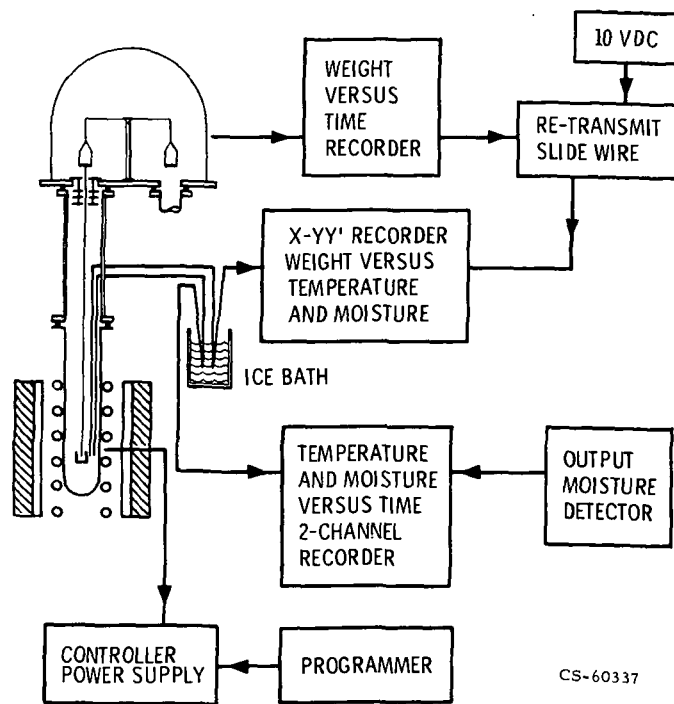 10 VDC
WEIGHT
VERSUS
TIME
RECORDER
RE-TRANSMIT
SLIDE WIRE
X-YY' RECORDER
WEIGHT VERSUS
TEMPERATURE
AND MOISTURE
ICE BATH
TEMPERATURE
AND MOISTURE
VERSUS TIME
2-CHANNEL
RECORDER
OUTPUT
MOISTURE
DETECTOR
CONTROLLER
POWER SUPPLY
PROGRAMMER
CS-60337